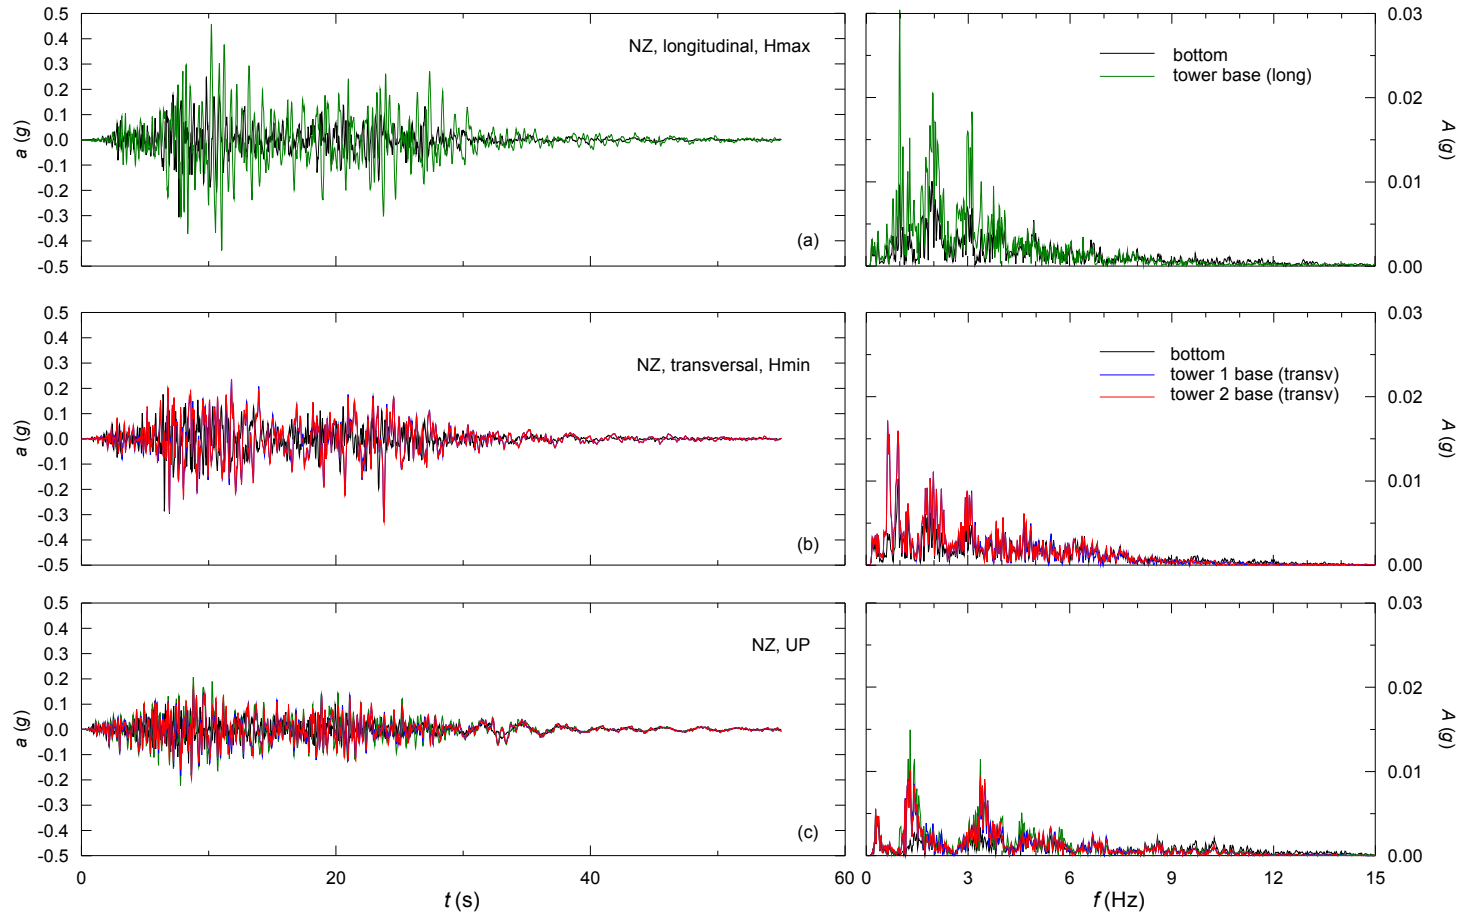 0.5
0.4
0.3
0.2
0.1
0.0
-0.1
-0.2
-0.3
-0.4
-0.5
a (g)
NZ, longitudinal, Hmax
(a)
bottom
tower base (long)
0.03
0.02
0.01
0.00
A (g)
0.5
0.4
0.3
0.2
0.1
0.0
-0.1
-0.2
-0.3
-0.4
-0.5
a (g)
NZ, transversal, Hmin
(b)
bottom
tower 1 base (transv)
tower 2 base (transv)
0.03
0.02
0.01
0.00
A (g)
0.5
0.4
0.3
0.2
0.1
0.0
-0.1
-0.2
-0.3
-0.4
-0.5
a (g)
NZ, UP
(c)
0.03
0.02
0.01
0.00
A (g)
0 20 40 60
t (s)
0 3 6 9 12 15
f (Hz)